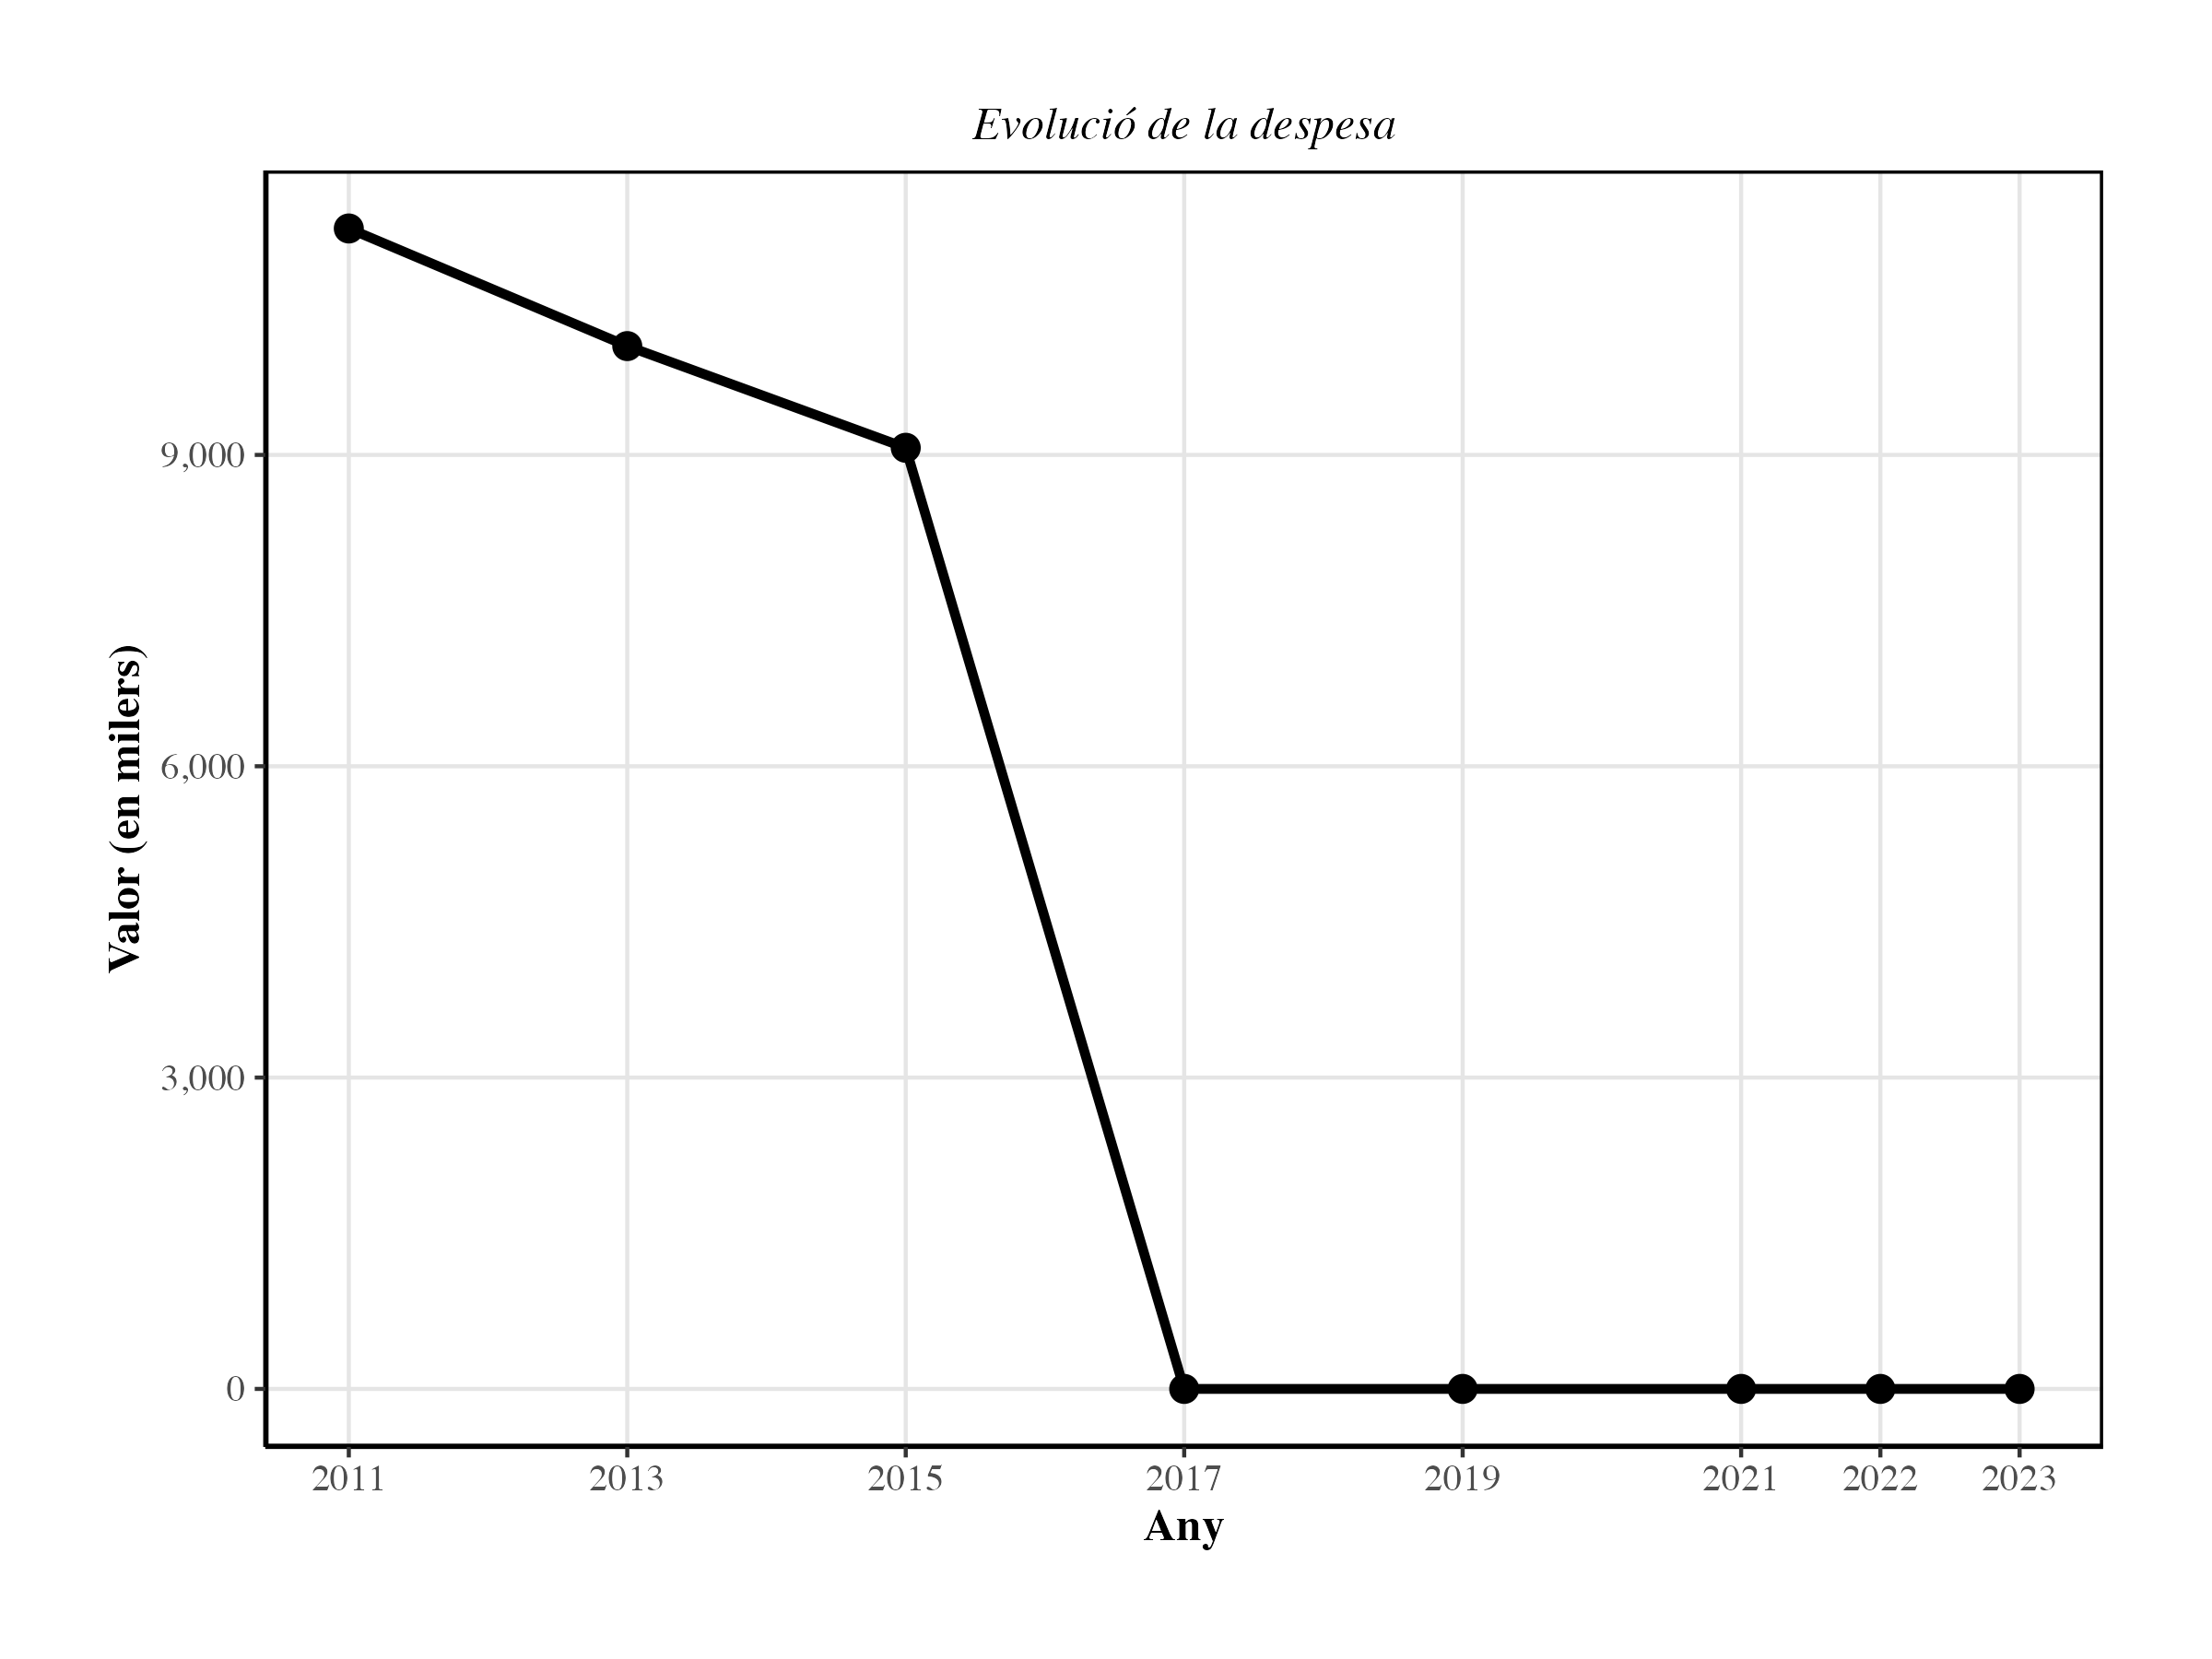 Evolució de la despesa
Valor (en milers)
9,000
6,000
3,000
0
2011 2013 2015 2017 2019 2021 2022 2023
Any